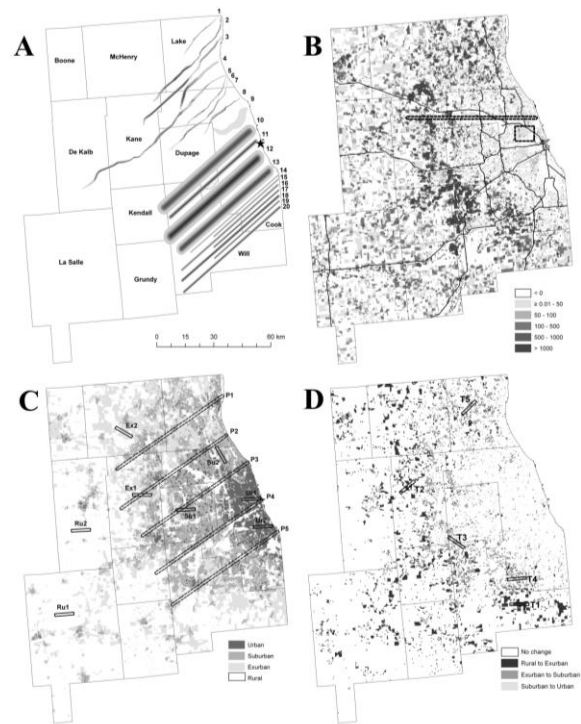 A
1
2
3
4
5
6
7
8
9
10
11
12
13
14
15
16
17
18
19
20
Boone
McHenry
Lake
De Kalb
Kane
Dupage
Kendall
Cook
Will
La Salle
Grundy
0 15 30 60 km
B
< 0
≥ 0.01 - 50
50 - 100
100 - 500
500 - 1000
> 1000
C
P1
P2
P3
P4
P5
Ex2
Ex1
Ru2
Ru1
Urban
Suburban
Exurban
Rural
D
T5
T2
T3
T4
T1
No change
Rural to Exurban
Exurban to Suburban
Suburban to Urban